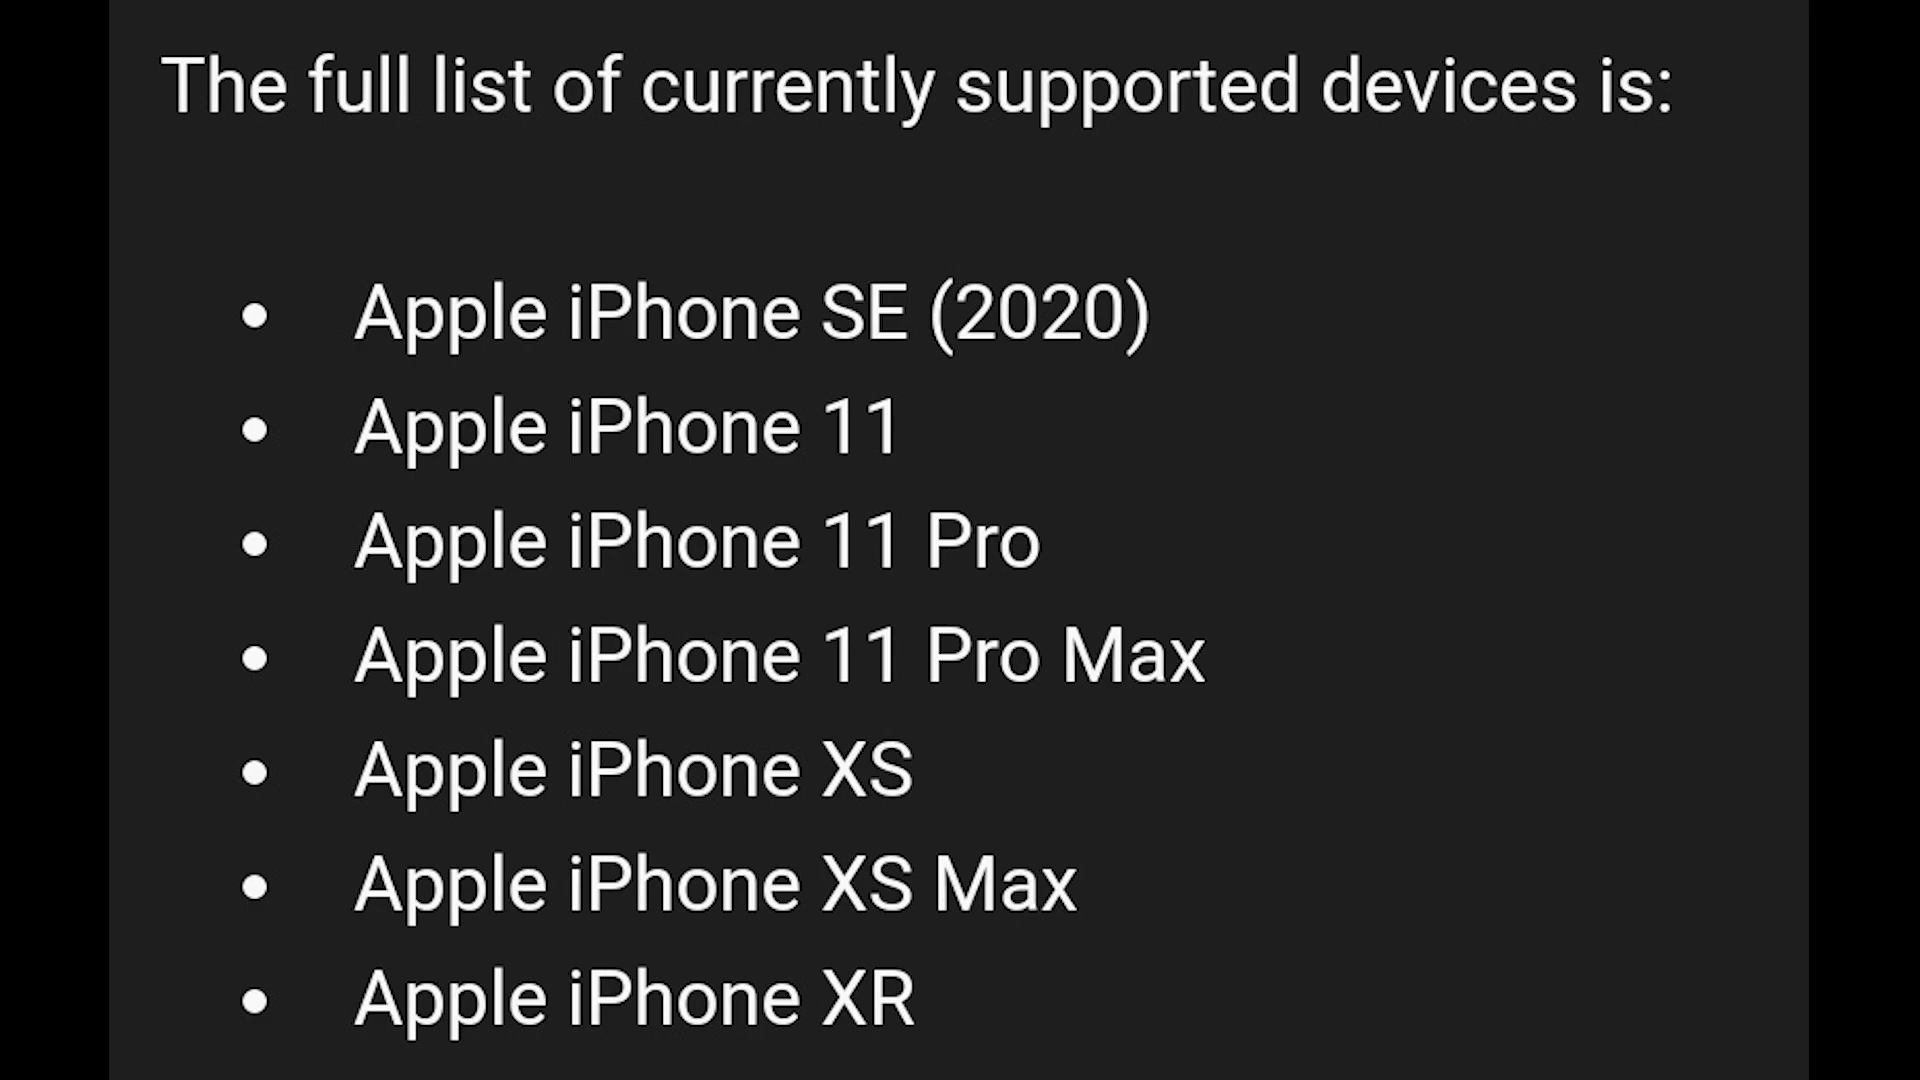 The full list of currently supported devices is:
• Apple iPhone SE (2020)
• Apple iPhone 11
• Apple iPhone 11 Pro
• Apple iPhone 11 Pro Max
• Apple iPhone XS
• Apple iPhone XS Max
• Apple iPhone XR